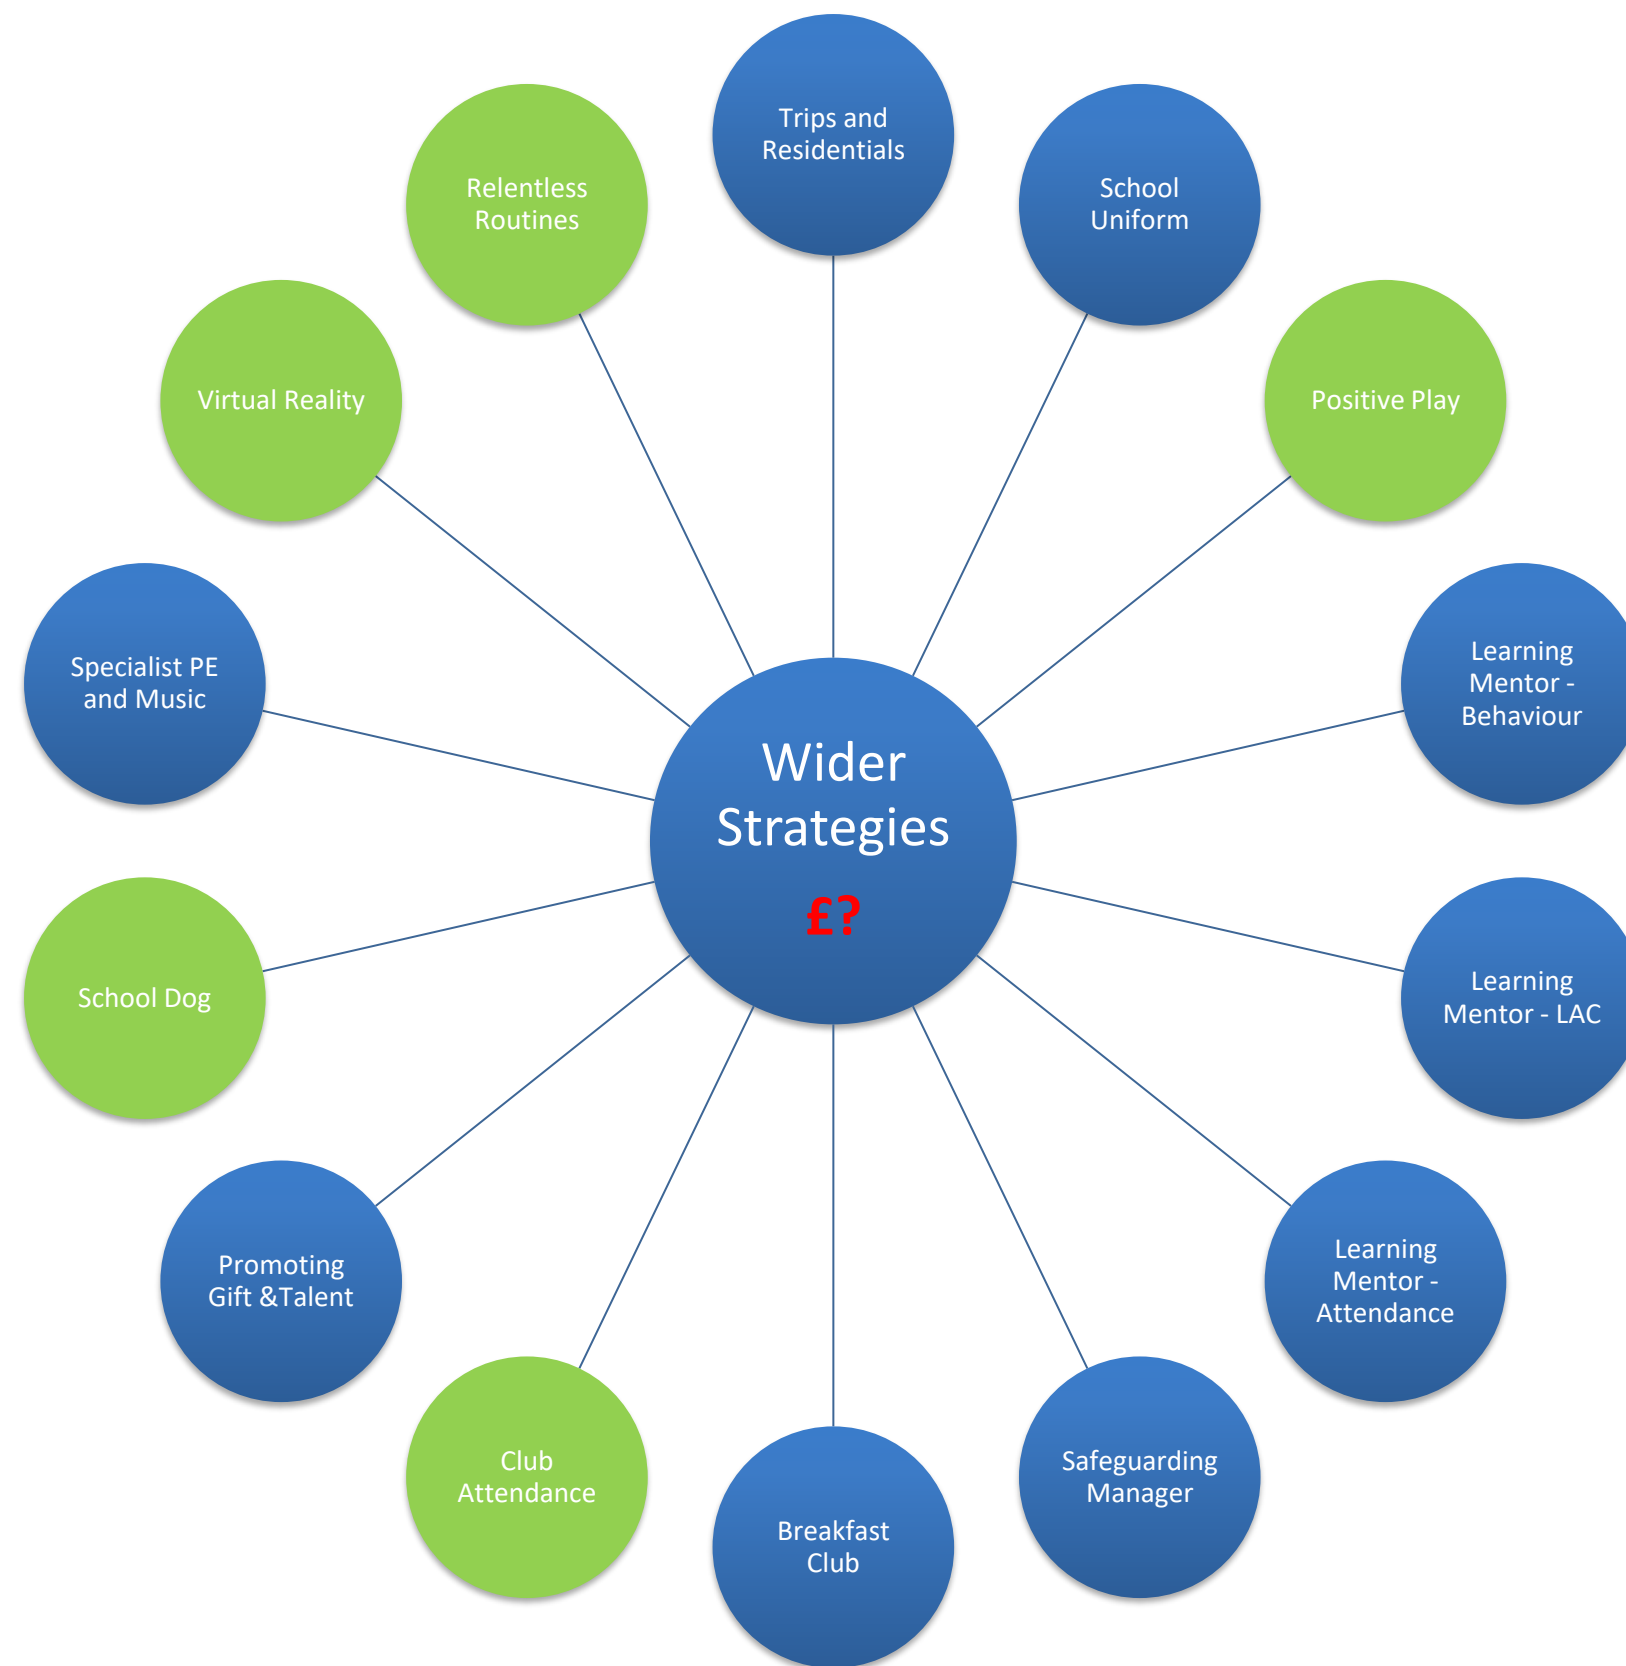 Trips and
Residentials
School
Uniform
Positive Play
Learning
Mentor -
Behaviour
Learning
Mentor - LAC
Learning
Mentor -
Attendance
Safeguarding
Manager
Breakfast
Club
Club
Attendance
Promoting
Gift &Talent
School Dog
Specialist PE
and Music
Virtual Reality
Relentless
Routines
Wider
Strategies
£?